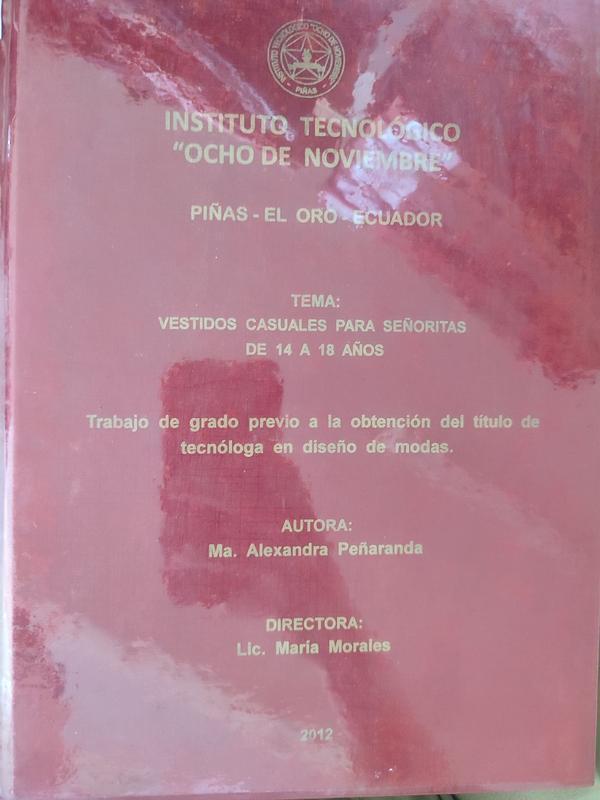 INSTITUTO TECNOLÓGICO "OCHO DE NOVIEMBRE"
PIÑAS
INSTITUTO TECNOLÓGICO
"OCHO DE NOVIEMBRE"
PIÑAS - EL ORO - ECUADOR
TEMA:
VESTIDOS CASUALES PARA SEÑORITAS
DE 14 A 18 AÑOS
Trabajo de grado previo a la obtención del título de
tecnóloga en diseño de modas.
AUTORA:
Ma. Alexandra Peñaranda
DIRECTORA:
Lic. María Morales
2012